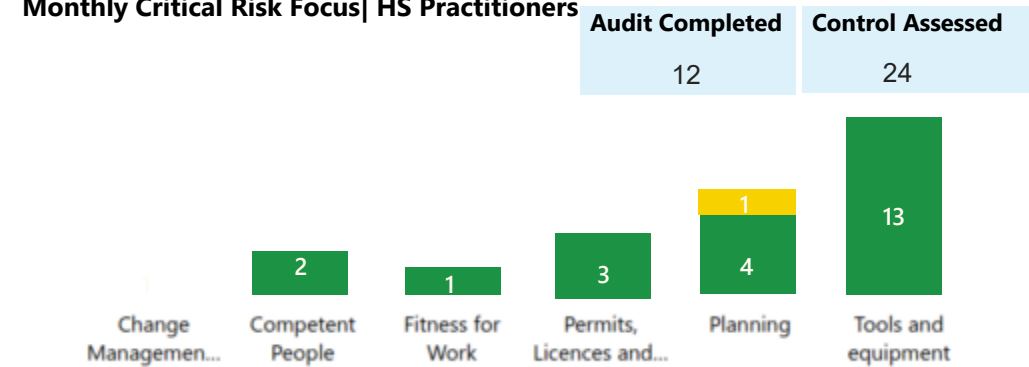 Monthly Critical Risk Focus| HS Practitioners
Audit Completed
Control Assessed
12
24
1
2
1
3
4
13
Change
Managemen...
Competent
People
Fitness for
Work
Permits,
Licences and...
Planning
Tools and
equipment